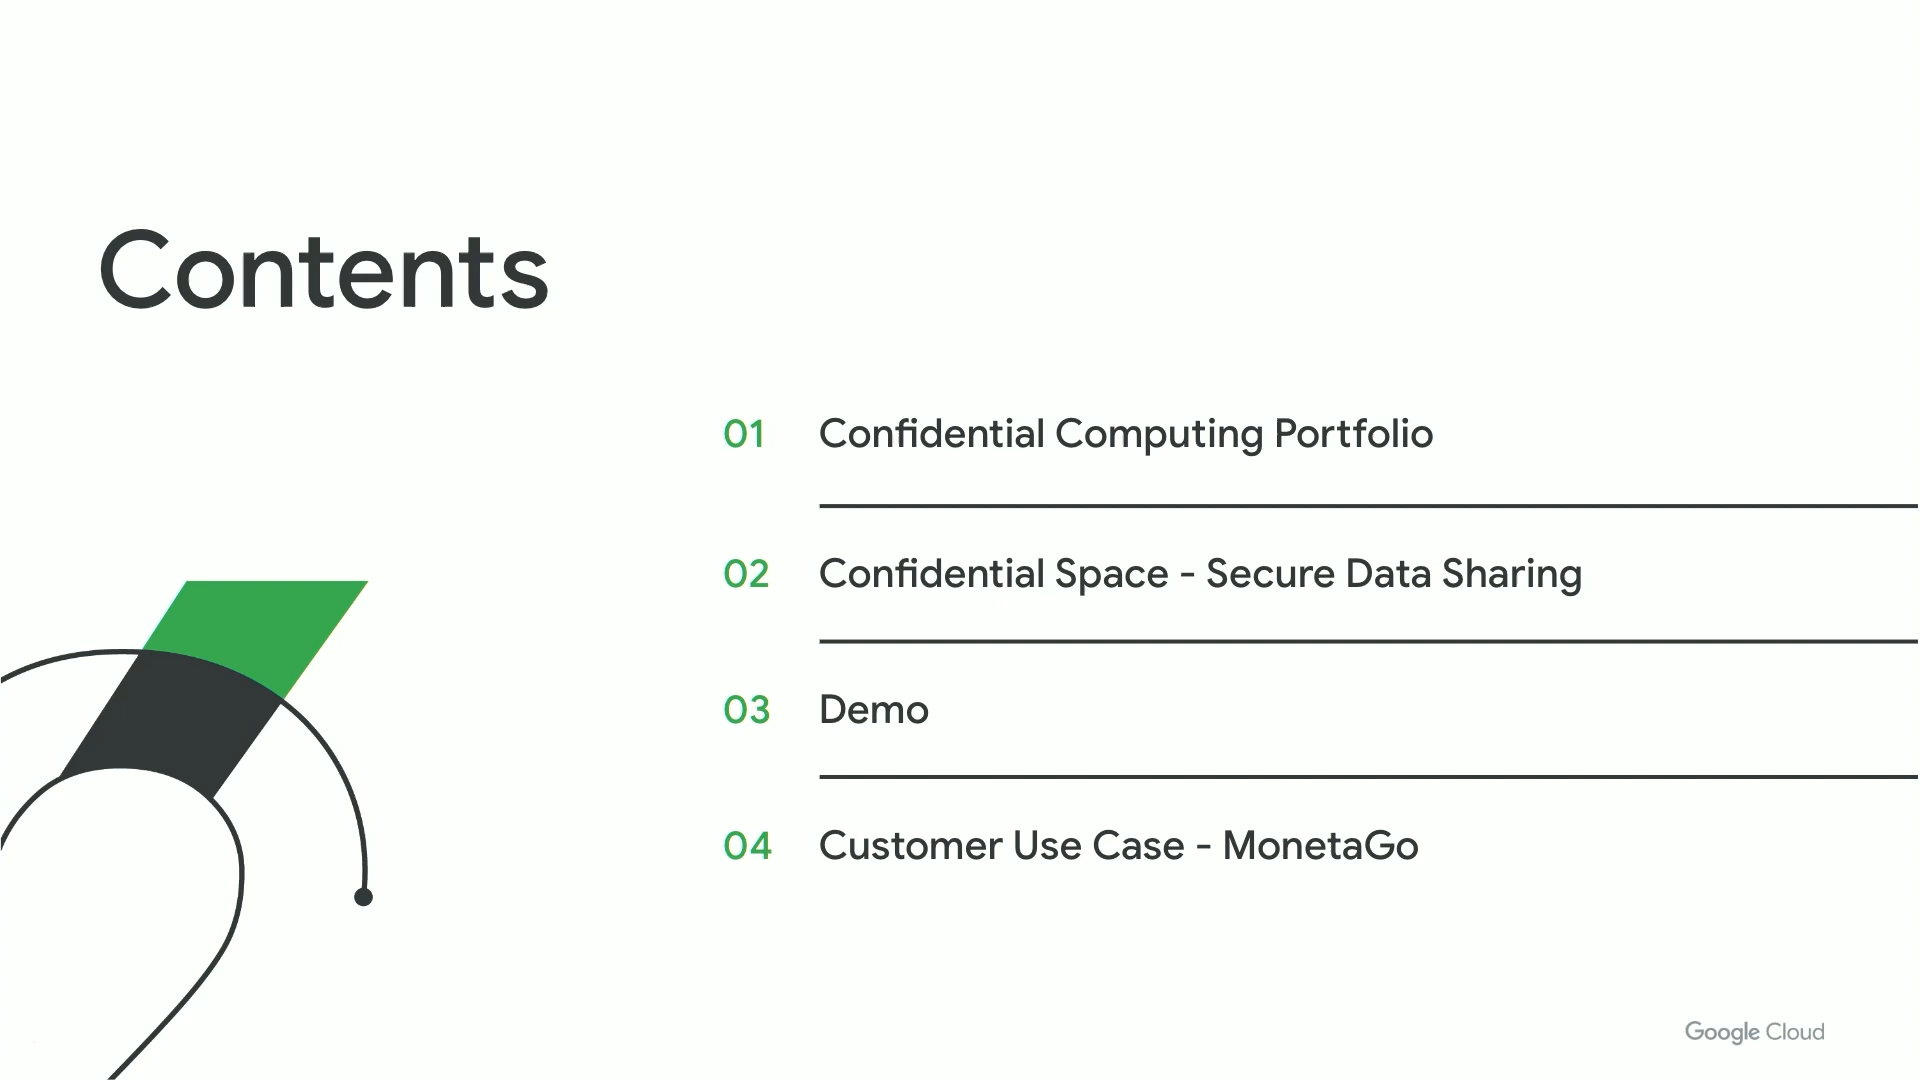 Contents
01 Confidential Computing Portfolio
02 Confidential Space - Secure Data Sharing
03 Demo
04 Customer Use Case - MonetaGo
Google Cloud